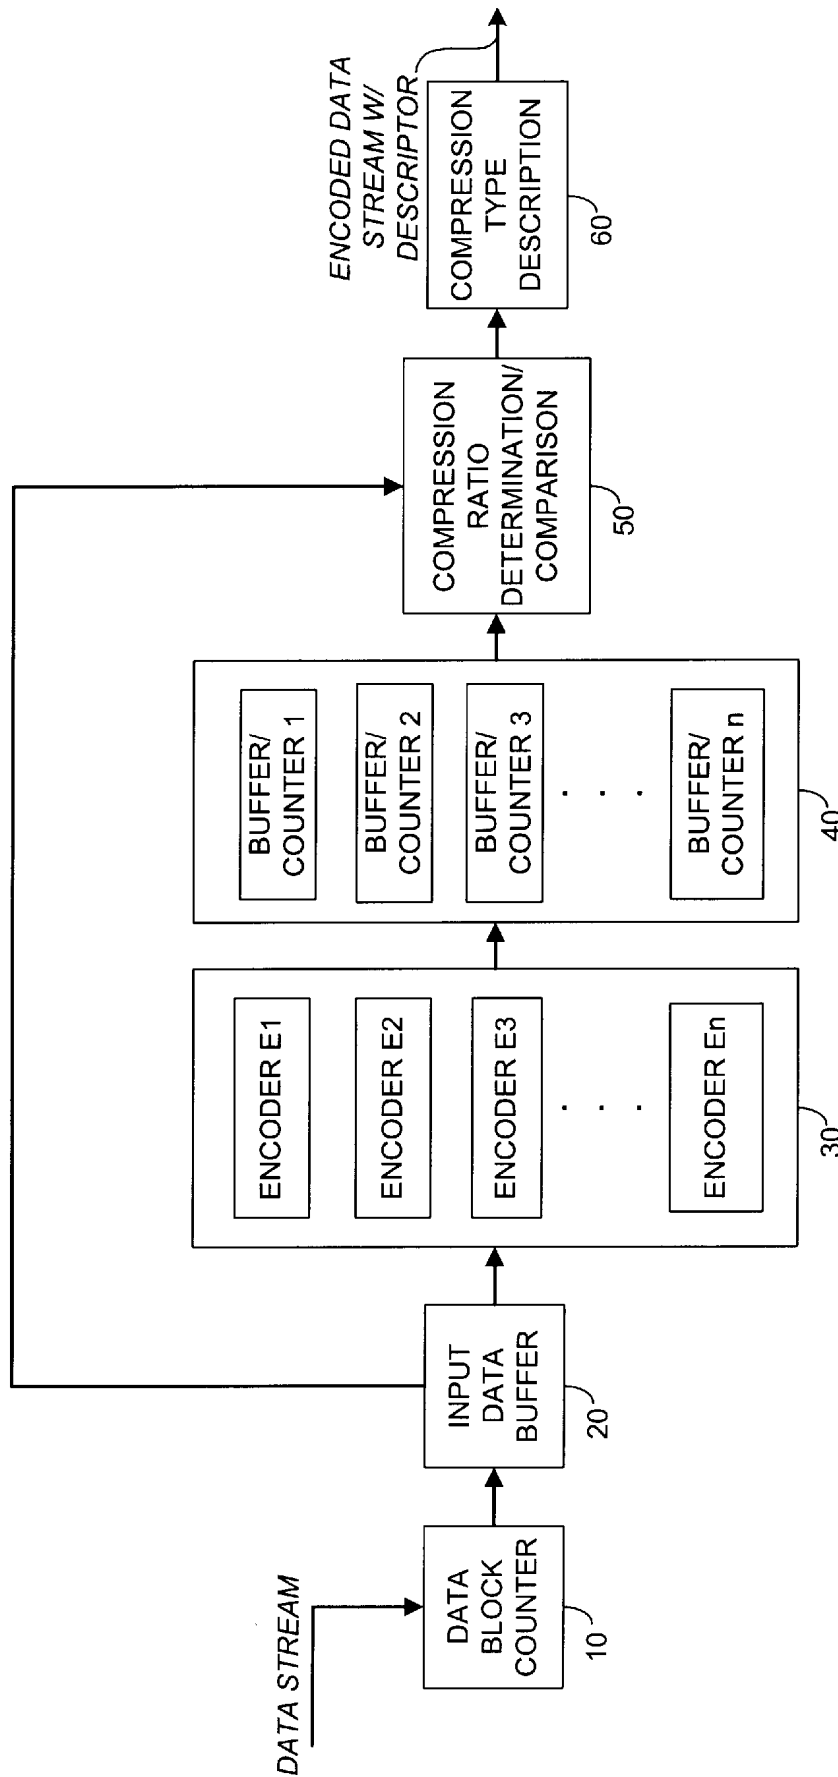 DATA STREAM
DATA
BLOCK
COUNTER
10
INPUT
DATA
BUFFER
20
ENCODER E1
ENCODER E2
ENCODER E3
. . .
ENCODER En
30
BUFFER/
COUNTER 1
BUFFER/
COUNTER 2
BUFFER/
COUNTER 3
. . .
BUFFER/
COUNTER n
40
COMPRESSION
RATIO
DETERMINATION/
COMPARISON
50
ENCODED DATA
STREAM W/
DESCRIPTOR
COMPRESSION
TYPE
DESCRIPTION
60